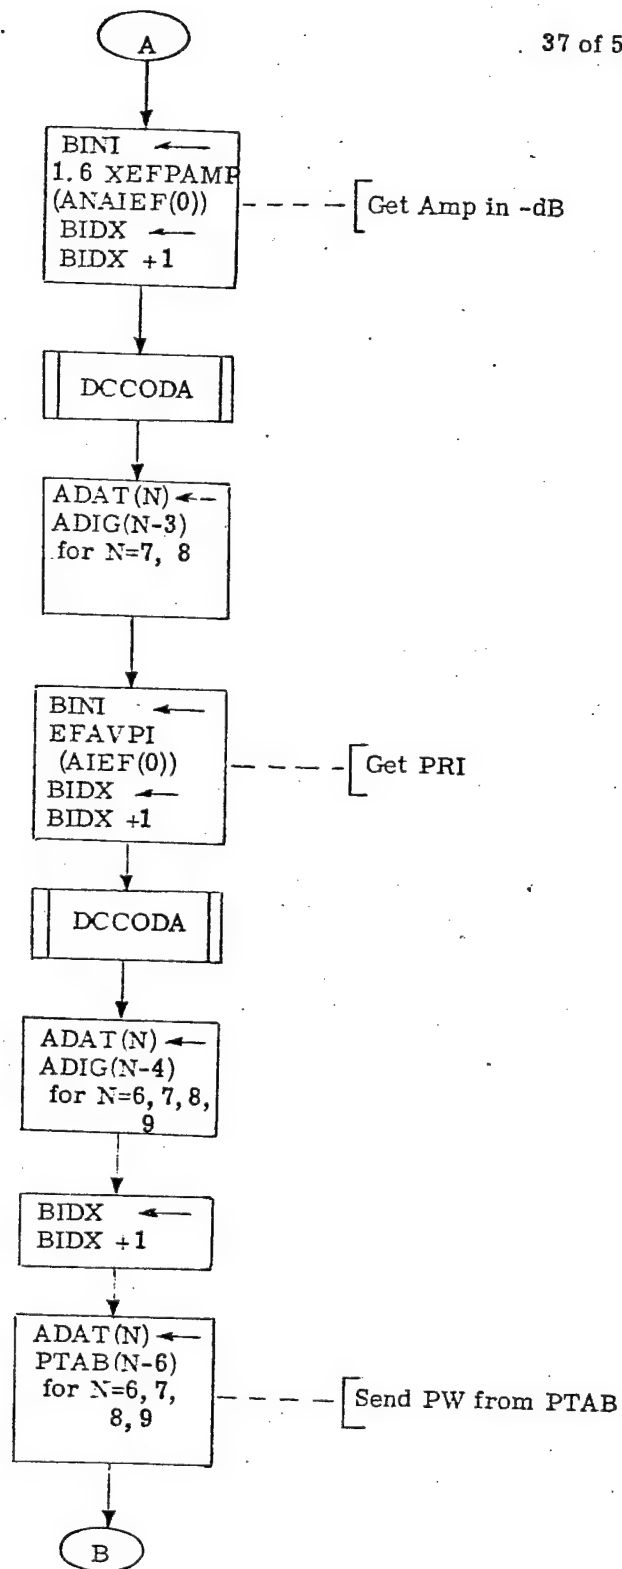 A
37 of 5
BINI ←
1.6 XEFPAMP
(ANAIEF(0))
BIDX ←
BIDX +1
Get Amp in -dB
DCCODA
ADAT(N) ←
ADIG(N-3)
for N=7, 8
BINI ←
EFAVPI
(AIEF(0))
BIDX ←
BIDX +1
Get PRI
DCCODA
ADAT(N) ←
ADIG(N-4)
for N=6, 7, 8,
9
BIDX ←
BIDX +1
ADAT(N) ←
PTAB(N-6)
for N=6, 7,
8, 9
Send PW from PTAB
B